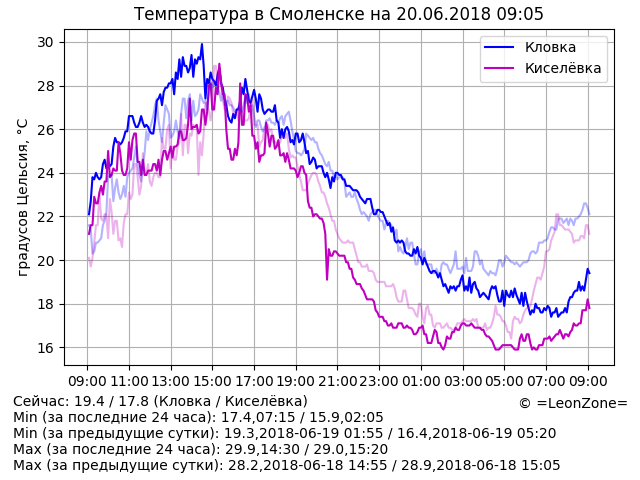 Температура в Смоленске на 20.06.2018 09:05
градусов Цельсия, °C
30
28
26
24
22
20
18
16
Кловка
Киселёвка
09:00 11:00 13:00 15:00 17:00 19:00 21:00 23:00 01:00 03:00 05:00 07:00 09:00
Сейчас: 19.4 / 17.8 (Кловка / Киселёвка)
© =LeonZone=
Min (за последние 24 часа): 17.4,07:15 / 15.9,02:05
Min (за предыдущие сутки): 19.3,2018-06-19 01:55 / 16.4,2018-06-19 05:20
Max (за последние 24 часа): 29.9,14:30 / 29.0,15:20
Max (за предыдущие сутки): 28.2,2018-06-18 14:55 / 28.9,2018-06-18 15:05